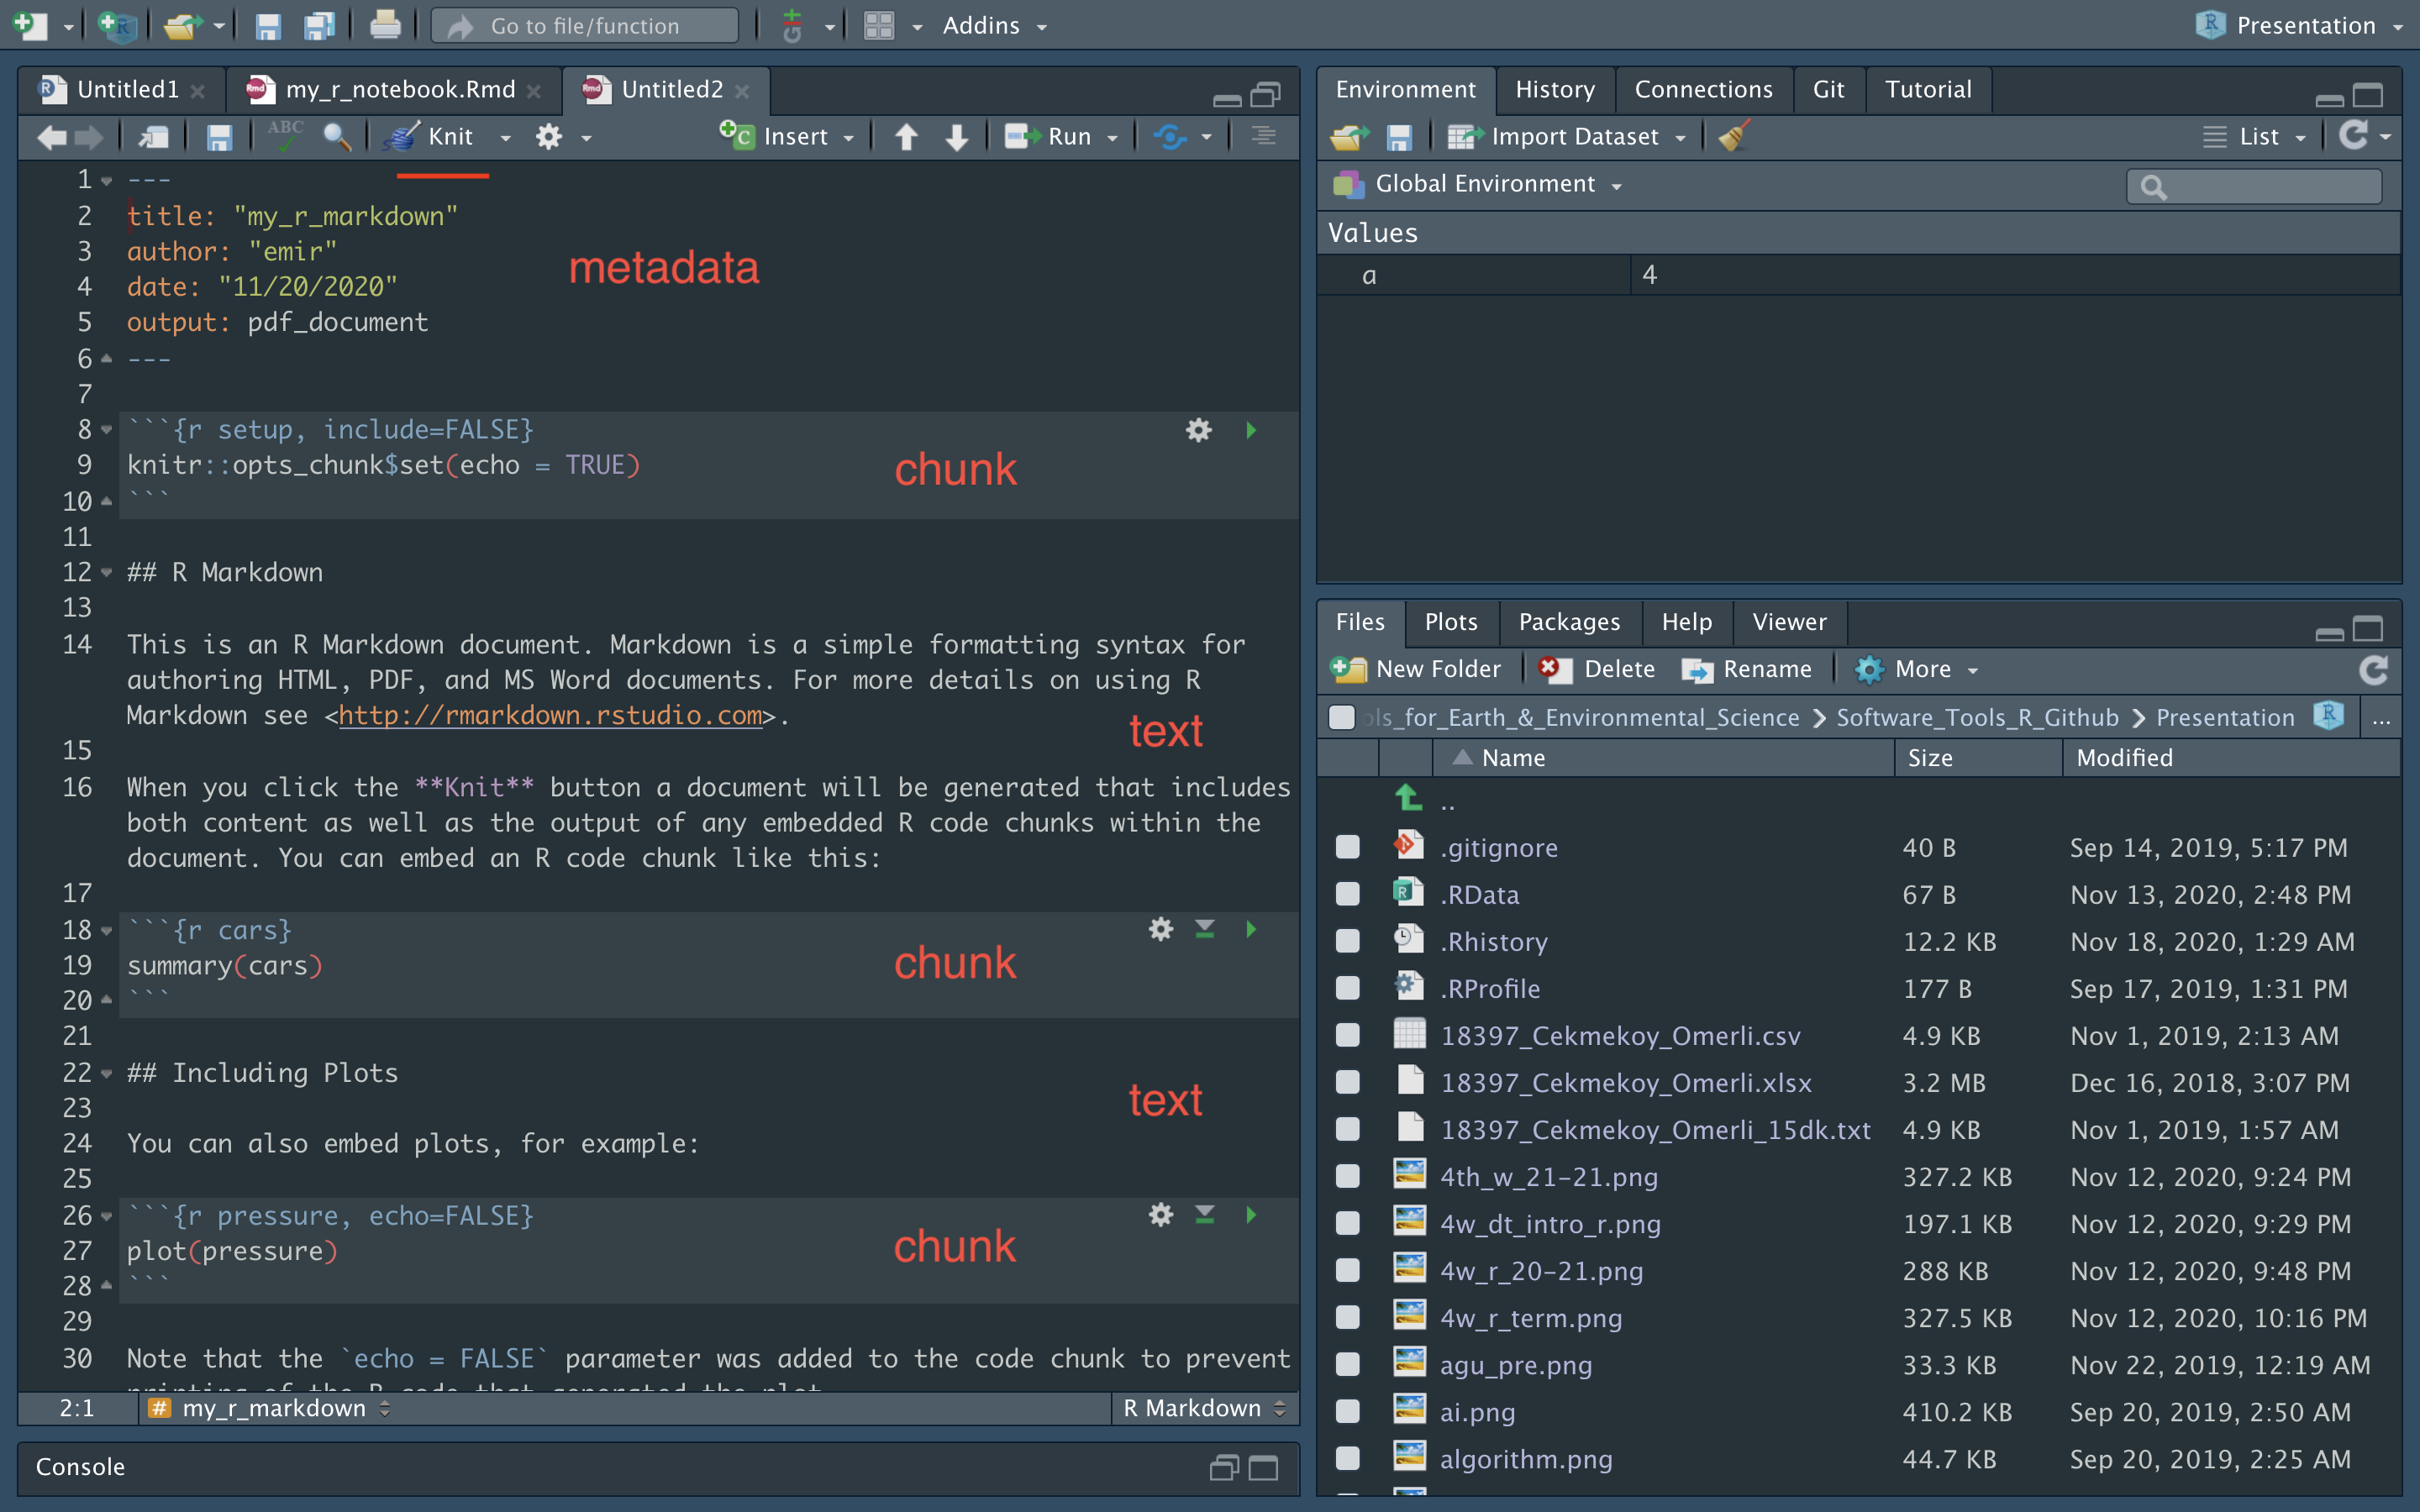 Go to file/function
Addins
Presentation
Untitled1
my_r_notebook.Rmd
Untitled2
ABC
Knit
Insert
Run
1 ---
2 title: "my_r_markdown"
3 author: "emir"
4 date: "11/20/2020"
5 output: pdf_document
6 ---
metadata
7
8 ```{r setup, include=FALSE}
9 knitr::opts_chunk$set(echo = TRUE)
10 ```
chunk
11
12 ## R Markdown
13
14 This is an R Markdown document. Markdown is a simple formatting syntax for
authoring HTML, PDF, and MS Word documents. For more details on using R
Markdown see <http://rmarkdown.rstudio.com>.
text
15
16 When you click the **Knit** button a document will be generated that includes
both content as well as the output of any embedded R code chunks within the
document. You can embed an R code chunk like this:
17
18 ```{r cars}
19 summary(cars)
20 ```
chunk
21
22 ## Including Plots
23
text
24 You can also embed plots, for example:
25
26 ```{r pressure, echo=FALSE}
27 plot(pressure)
28 ```
chunk
29
30 Note that the `echo = FALSE` parameter was added to the code chunk to prevent
printing of the R code that generated the plot
2:1 # my_r_markdown R Markdown
Console
Environment History Connections Git Tutorial
Import Dataset List
Global Environment
Values
a 4
Files Plots Packages Help Viewer
New Folder Delete Rename More
ols_for_Earth_&_Environmental_Science Software_Tools_R_Github Presentation ...
Name Size Modified
..
.gitignore 40 B Sep 14, 2019, 5:17 PM
.RData 67 B Nov 13, 2020, 2:48 PM
.Rhistory 12.2 KB Nov 18, 2020, 1:29 AM
.RProfile 177 B Sep 17, 2019, 1:31 PM
18397_Cekmekoy_Omerli.csv 4.9 KB Nov 1, 2019, 2:13 AM
18397_Cekmekoy_Omerli.xlsx 3.2 MB Dec 16, 2018, 3:07 PM
18397_Cekmekoy_Omerli_15dk.txt 4.9 KB Nov 1, 2019, 1:57 AM
4th_w_21-21.png 327.2 KB Nov 12, 2020, 9:24 PM
4w_dt_intro_r.png 197.1 KB Nov 12, 2020, 9:29 PM
4w_r_20-21.png 288 KB Nov 12, 2020, 9:48 PM
4w_r_term.png 327.5 KB Nov 12, 2020, 10:16 PM
agu_pre.png 33.3 KB Nov 22, 2019, 12:19 AM
ai.png 410.2 KB Sep 20, 2019, 2:50 AM
algorithm.png 44.7 KB Sep 20, 2019, 2:25 AM